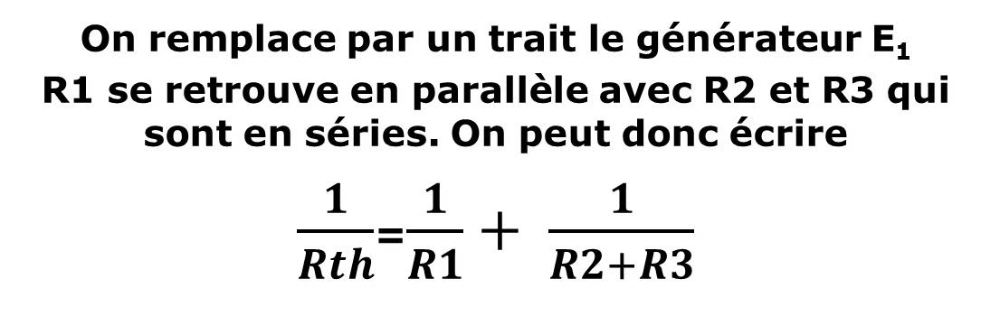 On remplace par un trait le générateur E₁
R1 se retrouve en parallèle avec R2 et R3 qui
sont en séries. On peut donc écrire
1/Rth = 1/R1 + 1/(R2+R3)